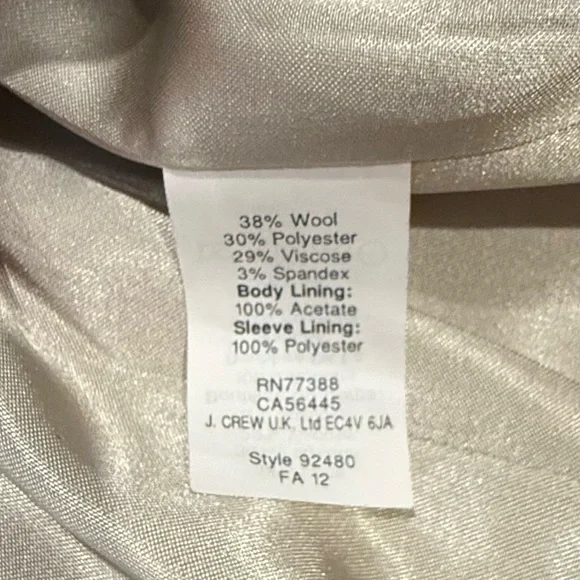 38% Wool
30% Polyester
29% Viscose
3% Spandex
Body Lining:
100% Acetate
Sleeve Lining:
100% Polyester
RN77388
CA56445
J. CREW U.K. Ltd EC4V 6JA
Style 92480
FA 12